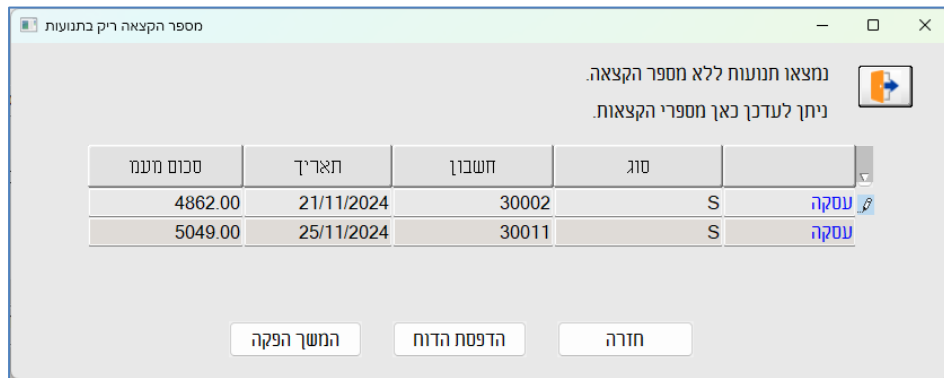 מספר הקצאה ריק בתנועות
נמצאו תנועות ללא מספר הקצאה.
ניתן לעדכן כאן מספרי הקצאות.
סוג חשבון תאריך סכום מעמ
עסקה S 30002 21/11/2024 4862.00
עסקה S 30011 25/11/2024 5049.00
חזרה הדפסת הדוח המשך הפקה